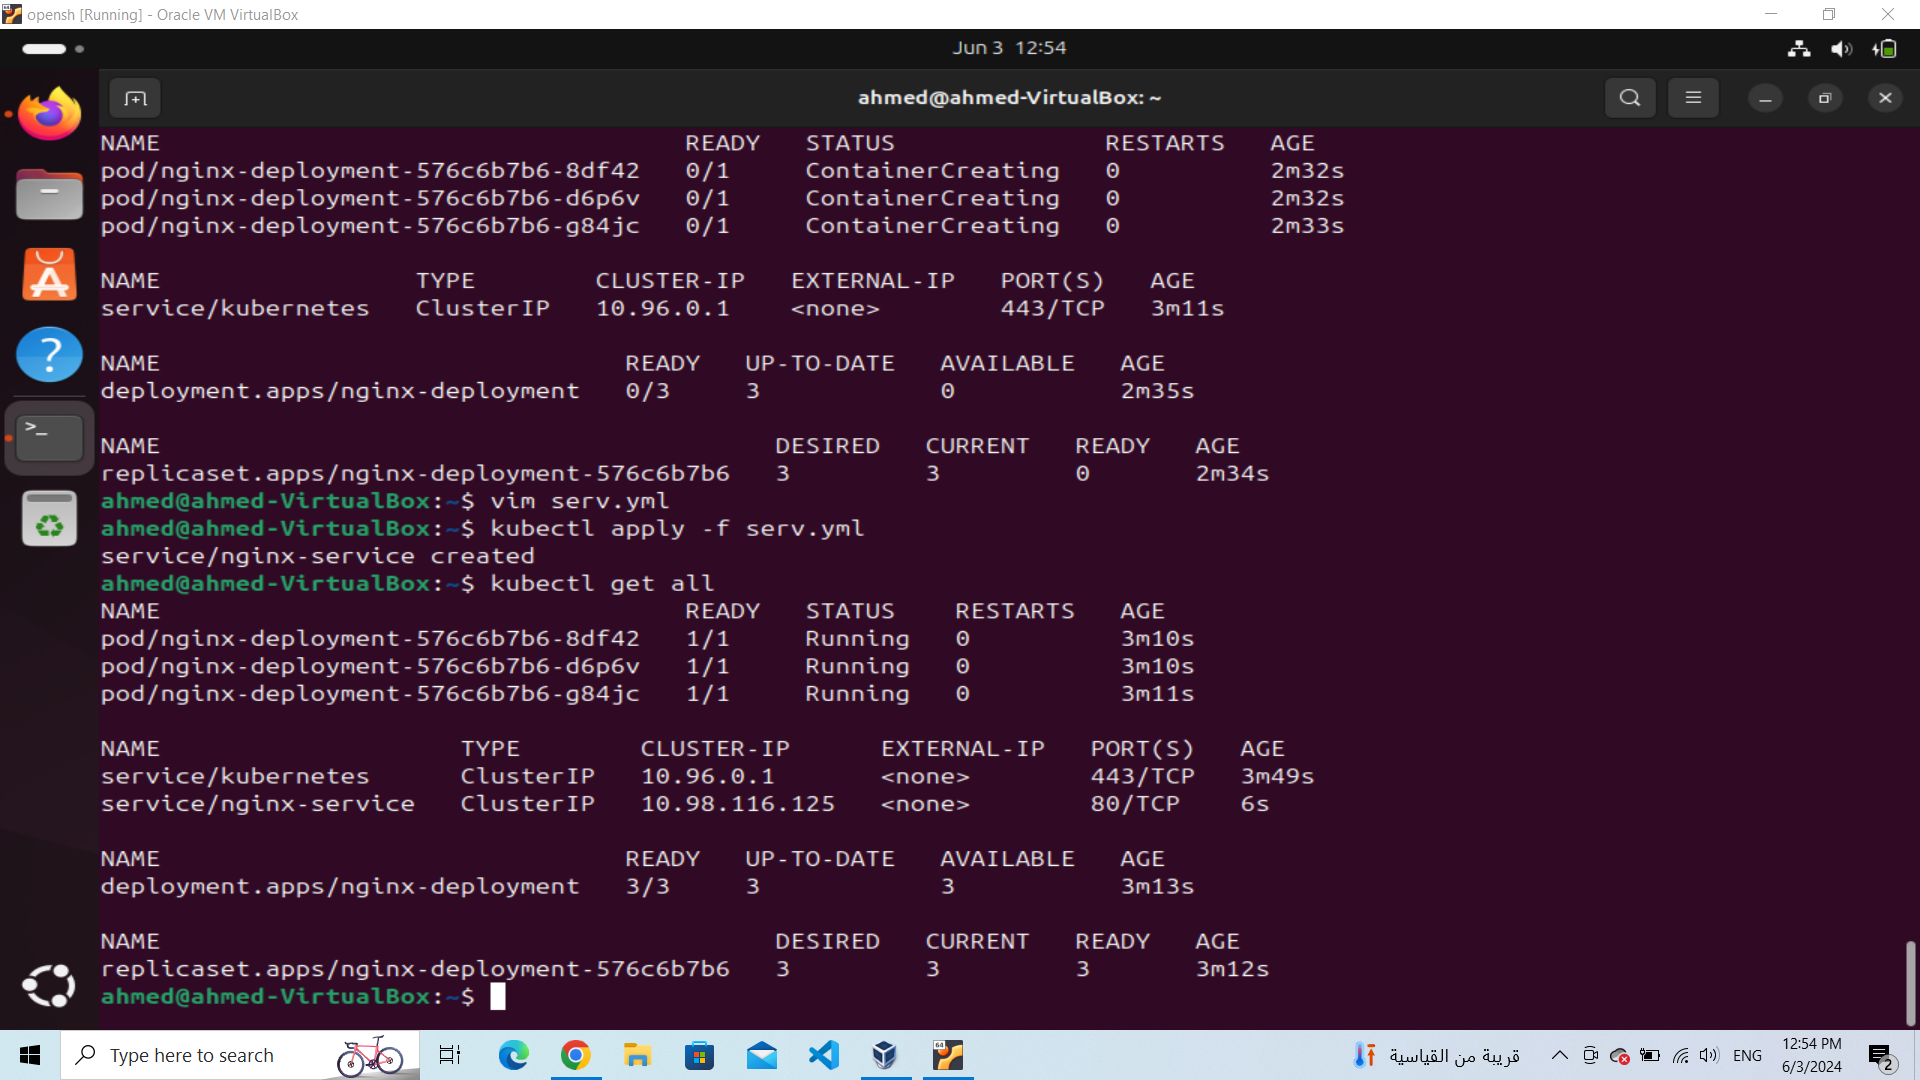 opensh [Running] - Oracle VM VirtualBox
Jun 3 12:54
ahmed@ahmed-VirtualBox: ~
NAME READY STATUS RESTARTS AGE
pod/nginx-deployment-576c6b7b6-8df42 0/1 ContainerCreating 0 2m32s
pod/nginx-deployment-576c6b7b6-d6p6v 0/1 ContainerCreating 0 2m32s
pod/nginx-deployment-576c6b7b6-g84jc 0/1 ContainerCreating 0 2m33s
NAME TYPE CLUSTER-IP EXTERNAL-IP PORT(S) AGE
service/kubernetes ClusterIP 10.96.0.1 <none> 443/TCP 3m11s
NAME READY UP-TO-DATE AVAILABLE AGE
deployment.apps/nginx-deployment 0/3 3 0 2m35s
NAME DESIRED CURRENT READY AGE
replicaset.apps/nginx-deployment-576c6b7b6 3 3 0 2m34s
ahmed@ahmed-VirtualBox:~$ vim serv.yml
ahmed@ahmed-VirtualBox:~$ kubectl apply -f serv.yml
service/nginx-service created
ahmed@ahmed-VirtualBox:~$ kubectl get all
NAME READY STATUS RESTARTS AGE
pod/nginx-deployment-576c6b7b6-8df42 1/1 Running 0 3m10s
pod/nginx-deployment-576c6b7b6-d6p6v 1/1 Running 0 3m10s
pod/nginx-deployment-576c6b7b6-g84jc 1/1 Running 0 3m11s
NAME TYPE CLUSTER-IP EXTERNAL-IP PORT(S) AGE
service/kubernetes ClusterIP 10.96.0.1 <none> 443/TCP 3m49s
service/nginx-service ClusterIP 10.98.116.125 <none> 80/TCP 6s
NAME READY UP-TO-DATE AVAILABLE AGE
deployment.apps/nginx-deployment 3/3 3 3 3m13s
NAME DESIRED CURRENT READY AGE
replicaset.apps/nginx-deployment-576c6b7b6 3 3 3 3m12s
ahmed@ahmed-VirtualBox:~$
Type here to search
64
قريبة من القياسية
ENG
12:54 PM
6/3/2024
2